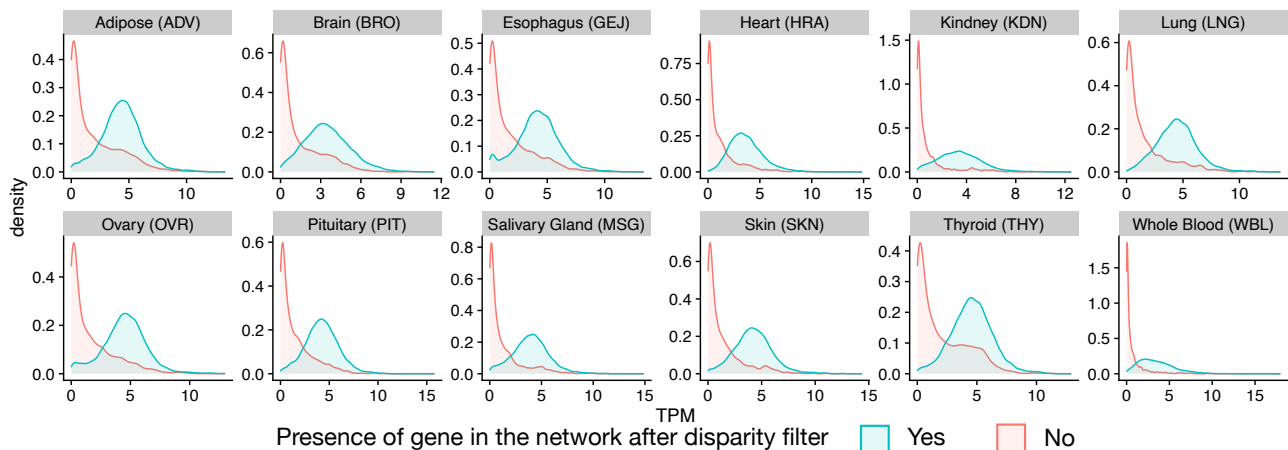 Adipose (ADV) Brain (BRO) Esophagus (GEJ) Heart (HRA) Kindney (KDN) Lung (LNG)
0.4 0.3 0.2 0.1 0.0
0 5 10
0.6 0.4 0.2 0.0
0 3 6 9 12
0.5 0.4 0.3 0.2 0.1 0.0
0 5 10
0.75 0.50 0.25 0.00
0 5 10 15
1.5 1.0 0.5 0.0
0 4 8 12
0.6 0.4 0.2 0.0
0 5 10
density
Ovary (OVR) Pituitary (PIT) Salivary Gland (MSG) Skin (SKN) Thyroid (THY) Whole Blood (WBL)
0.4 0.2 0.0
0 5 10
0.6 0.4 0.2 0.0
0 5 10 15
0.8 0.6 0.4 0.2 0.0
0 5 10 15
0.6 0.4 0.2 0.0
0 5 10 15
0.4 0.3 0.2 0.1 0.0
0 5 10
1.5 1.0 0.5 0.0
0 5 10 15
TPM
Presence of gene in the network after disparity filter Yes No